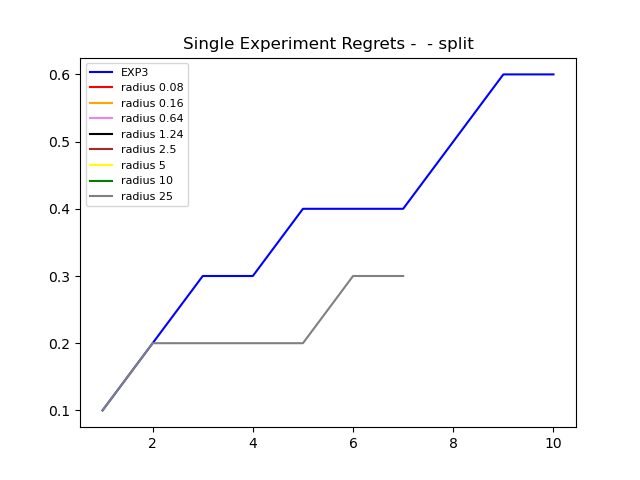 Single Experiment Regrets -  - split
EXP3
radius 0.08
radius 0.16
radius 0.64
radius 1.24
radius 2.5
radius 5
radius 10
radius 25
0.6
0.5
0.4
0.3
0.2
0.1
2 4 6 8 10